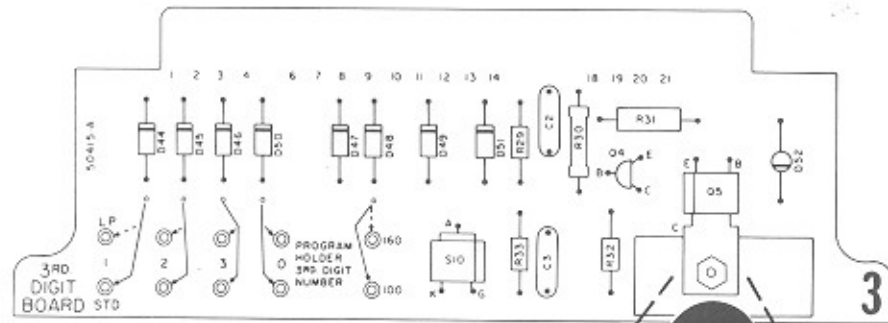 1 2 3 4 6 7 8 9 10 11 12 13 14 18 19 20 21
50415-A
D44
D45
D46
D50
D47
D48
D49
D51
R29
C2
R30
R31
Q4
E
B
C
E
B
Q5
C
D52
LP
1
2
3
0
PROGRAM
HOLDER
3RD DIGIT
NUMBER
160
100
STD
3RD
DIGIT
BOARD
A
S10
K
G
R33
C3
R32
3